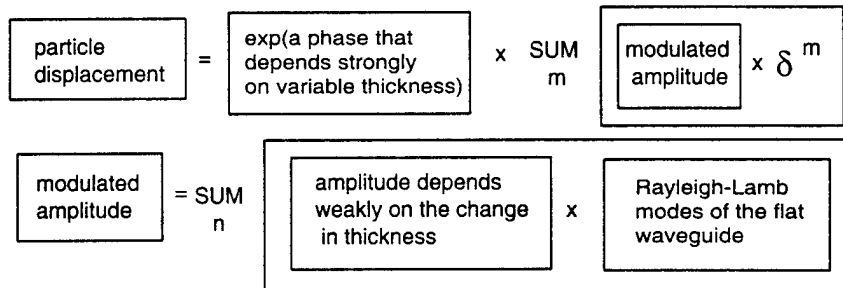 particle
displacement
=
exp(a phase that
depends strongly
on variable thickness)
x
SUM
m
modulated
amplitude
x δ^m
modulated
amplitude
= SUM
n
amplitude depends
weakly on the change
in thickness
x
Rayleigh-Lamb
modes of the flat
waveguide